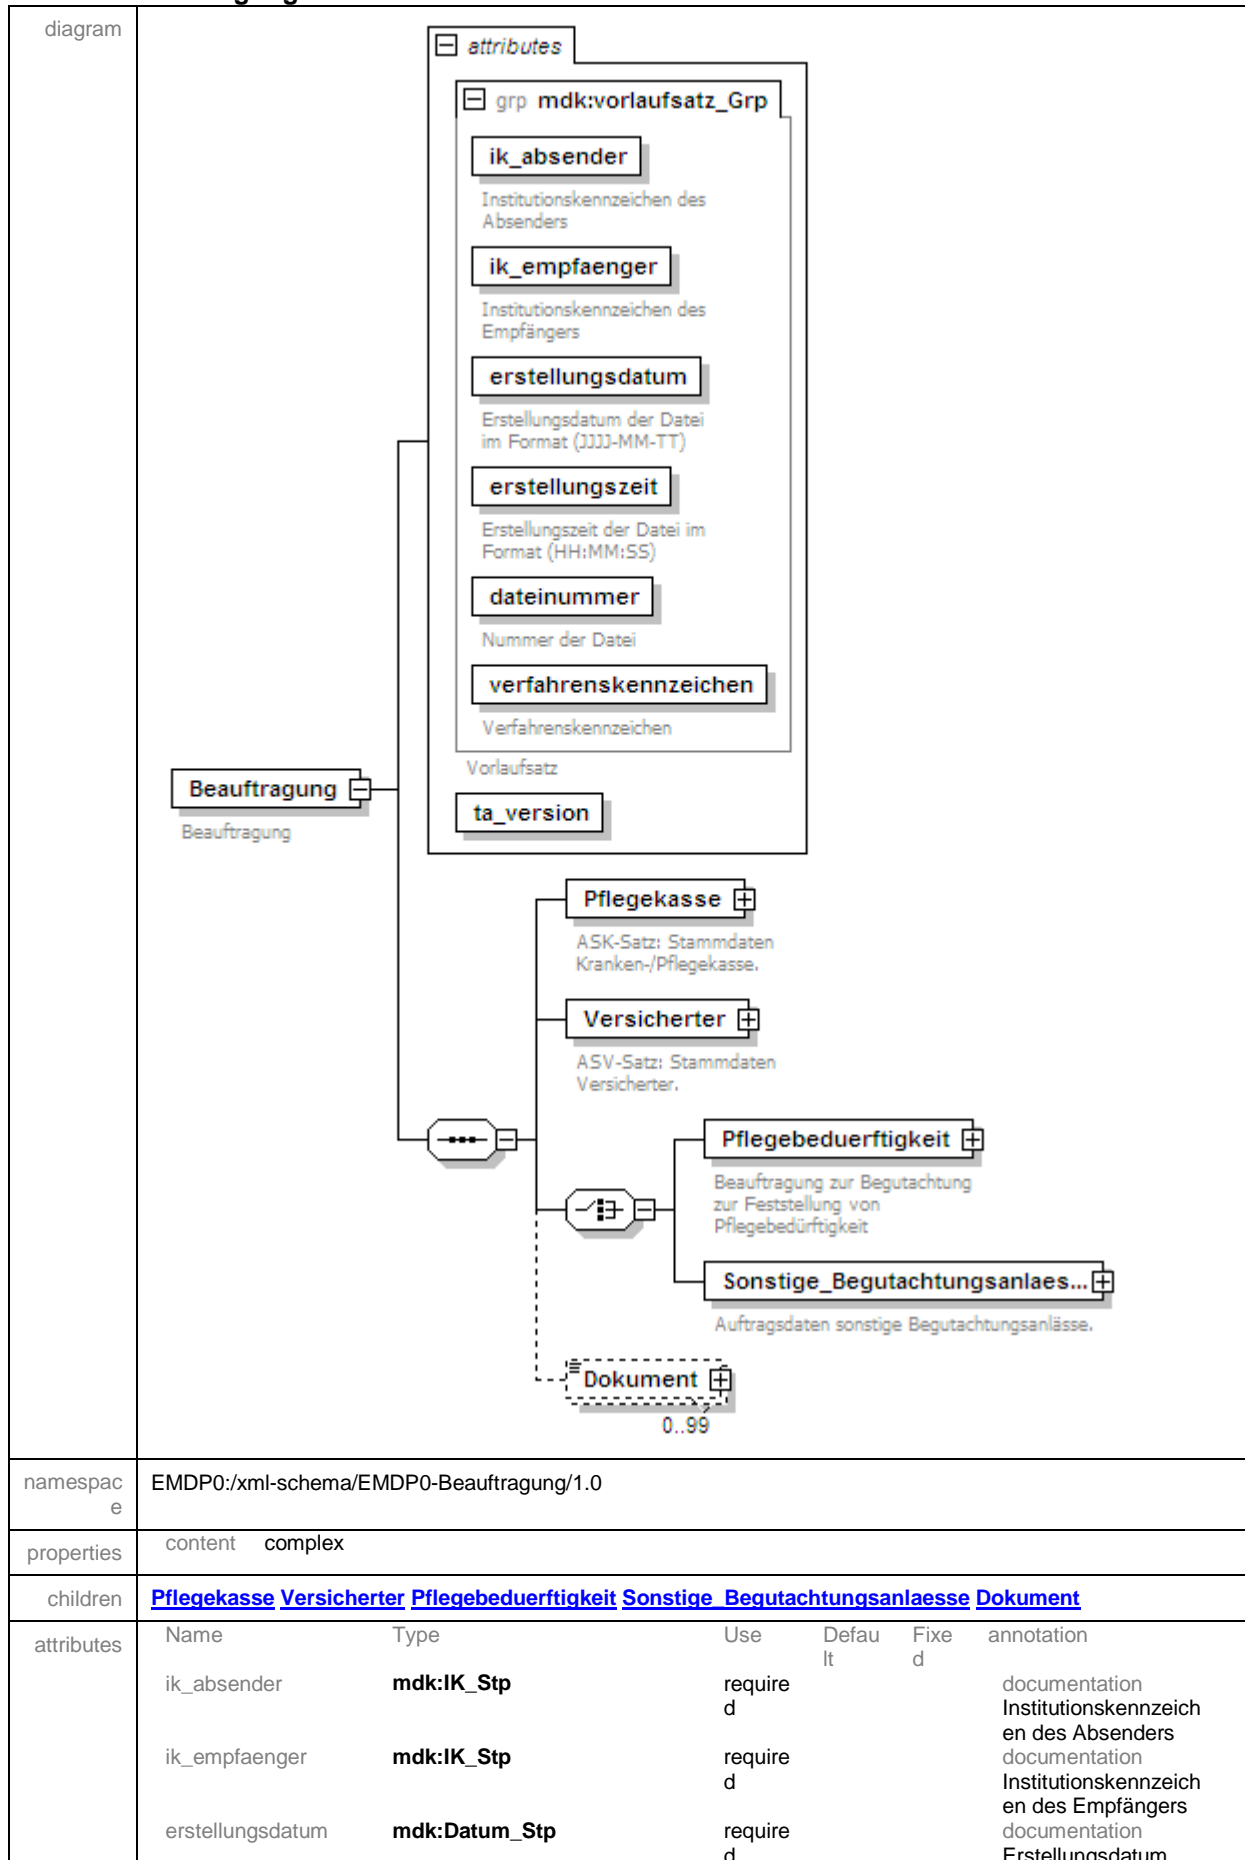 diagram
attributes
grp mdk:vorlaufsatz_Grp
ik_absender
Institutionskennzeichen des
Absenders
ik_empfaenger
Institutionskennzeichen des
Empfängers
erstellungsdatum
Erstellungsdatum der Datei
im Format (JJJJ-MM-TT)
erstellungszeit
Erstellungszeit der Datei im
Format (HH:MM:SS)
dateinummer
Nummer der Datei
verfahrenskennzeichen
Verfahrenskennzeichen
Vorlaufsatz
ta_version
Beauftragung
Beauftragung
Pflegekasse
ASK-Satz: Stammdaten
Kranken-/Pflegekasse.
Versicherter
ASV-Satz: Stammdaten
Versicherter.
Pflegebeduerftigkeit
Beauftragung zur Begutachtung
zur Feststellung von
Pflegebedürftigkeit
Sonstige_Begutachtungsanlaes...
Auftragsdaten sonstige Begutachtungsanlässe.
Dokument
0..99
namespac
e
EMDP0:/xml-schema/EMDP0-Beauftragung/1.0
properties
content complex
children
Pflegekasse Versicherter Pflegebeduerftigkeit Sonstige_Begutachtungsanlaesse Dokument
attributes
Name Type Use Defau Fixe annotation
lt d
ik_absender mdk:IK_Stp require documentation
d Institutionskennzeich
en des Absenders
ik_empfaenger mdk:IK_Stp require documentation
d Institutionskennzeich
en des Empfängers
erstellungsdatum mdk:Datum_Stp require documentation
d Erstellungsdatum